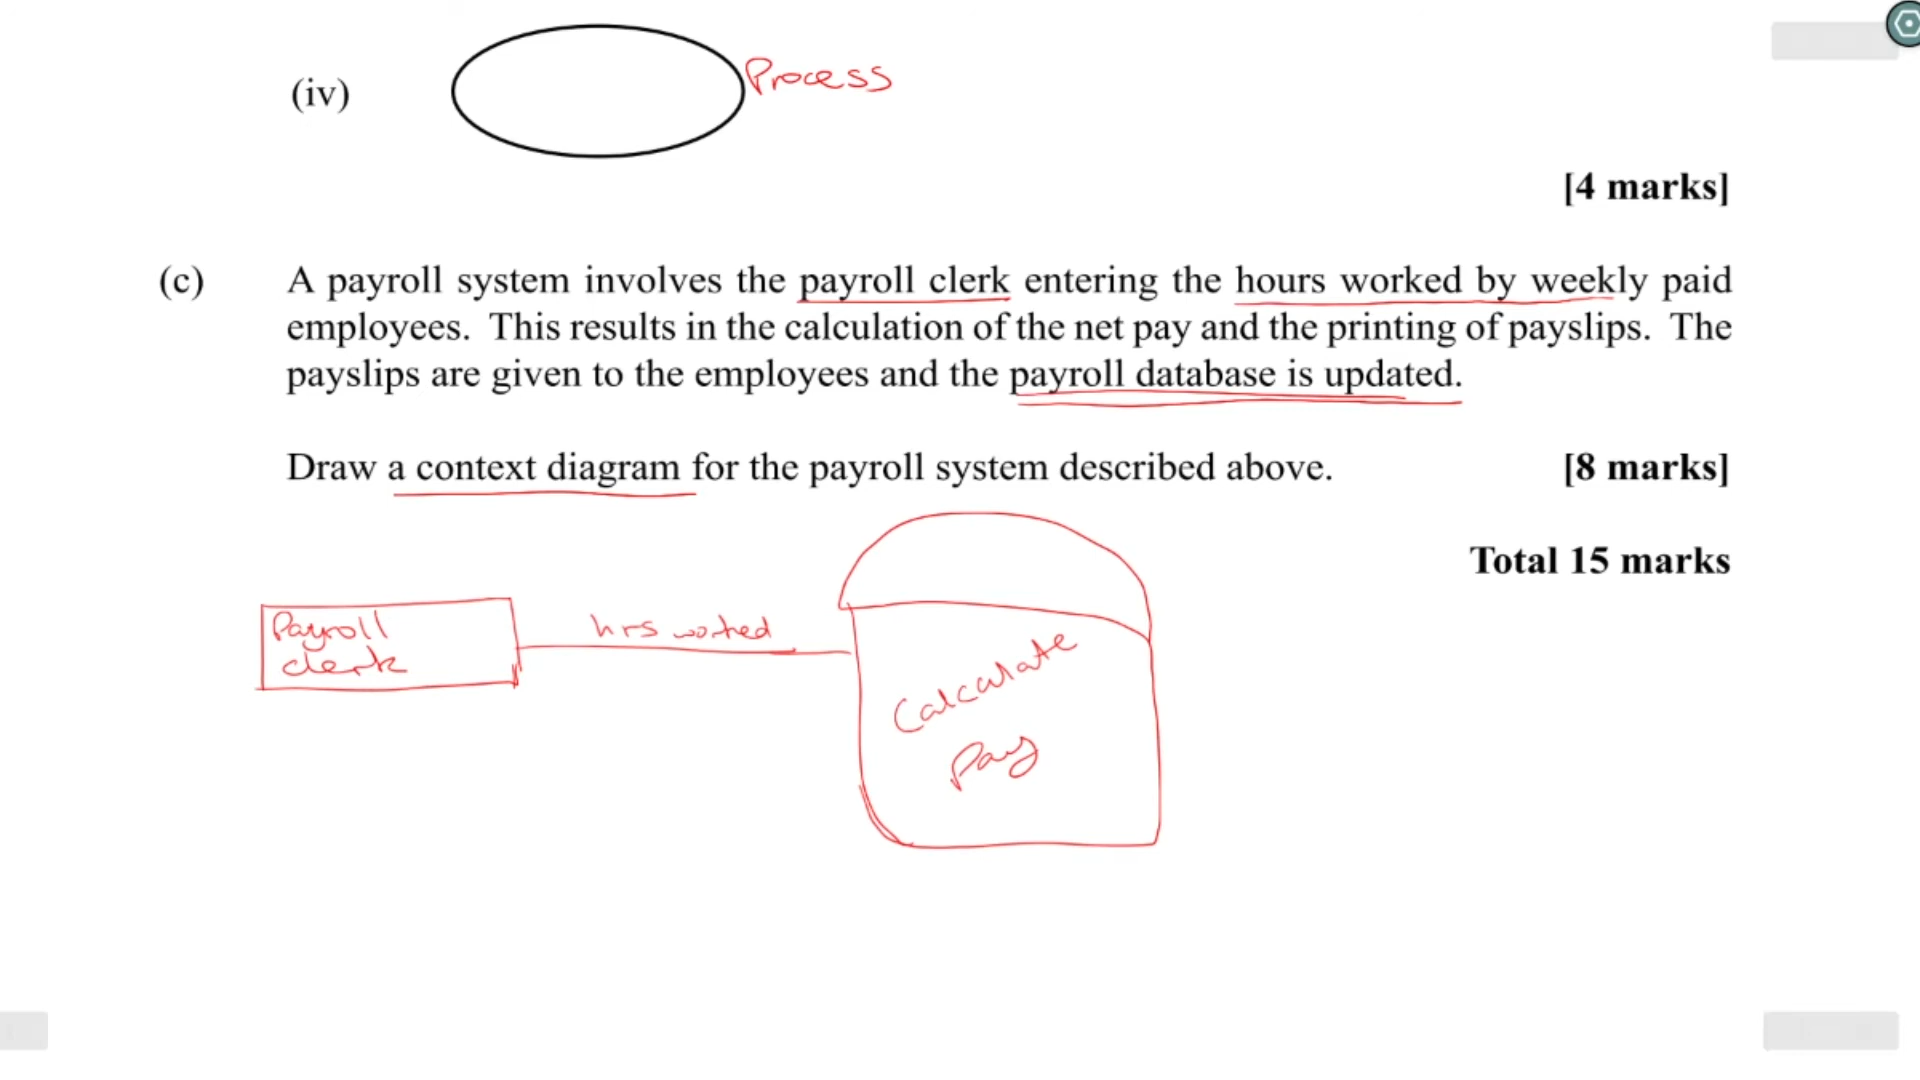 (iv) Process
[4 marks]
(c) A payroll system involves the payroll clerk entering the hours worked by weekly paid
employees. This results in the calculation of the net pay and the printing of payslips. The
payslips are given to the employees and the payroll database is updated.
Draw a context diagram for the payroll system described above. [8 marks]
Total 15 marks
Payroll
clerk
hrs worked
Calculate
Pay